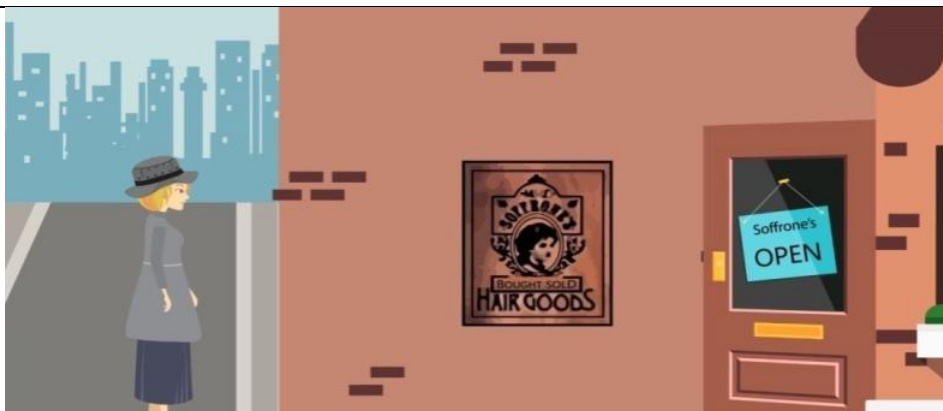 SOFFRONE'S
BOUGHT SOLD
HAIR GOODS
Soffrone's
OPEN